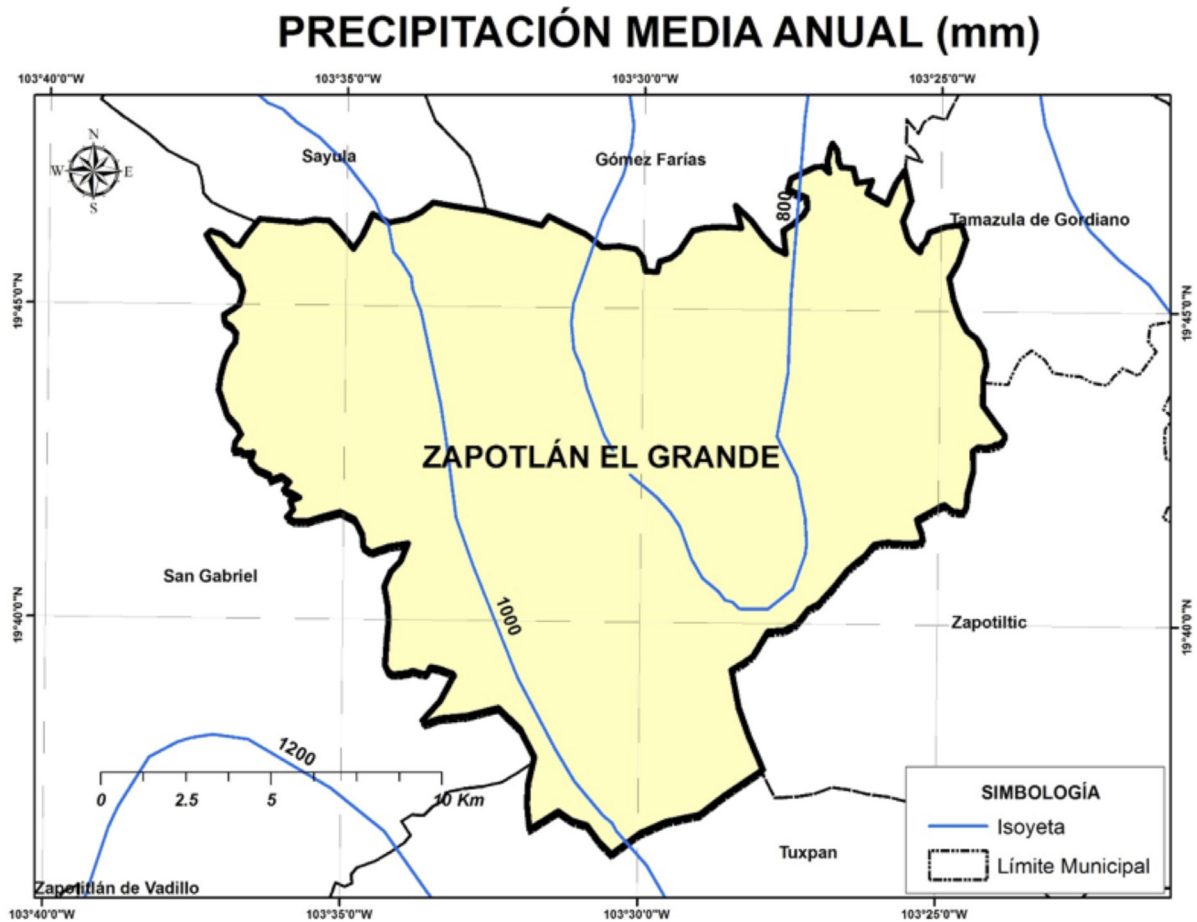 PRECIPITACIÓN MEDIA ANUAL (mm)
103°40'0"W
103°35'0"W
103°30'0"W
103°25'0"W
N
W
E
S
Sayula
Gómez Farías
800
Tamazula de Gordiano
19°45'0"N
19°45'0"N
ZAPOTLÁN EL GRANDE
San Gabriel
1000
19°40'0"N
19°40'0"N
Zapotiltic
1200
0
2.5
5
10 Km
SIMBOLOGÍA
Isoyeta
Límite Municipal
Tuxpan
Zapotitlán de Vadillo
103°40'0"W
103°35'0"W
103°30'0"W
103°25'0"W